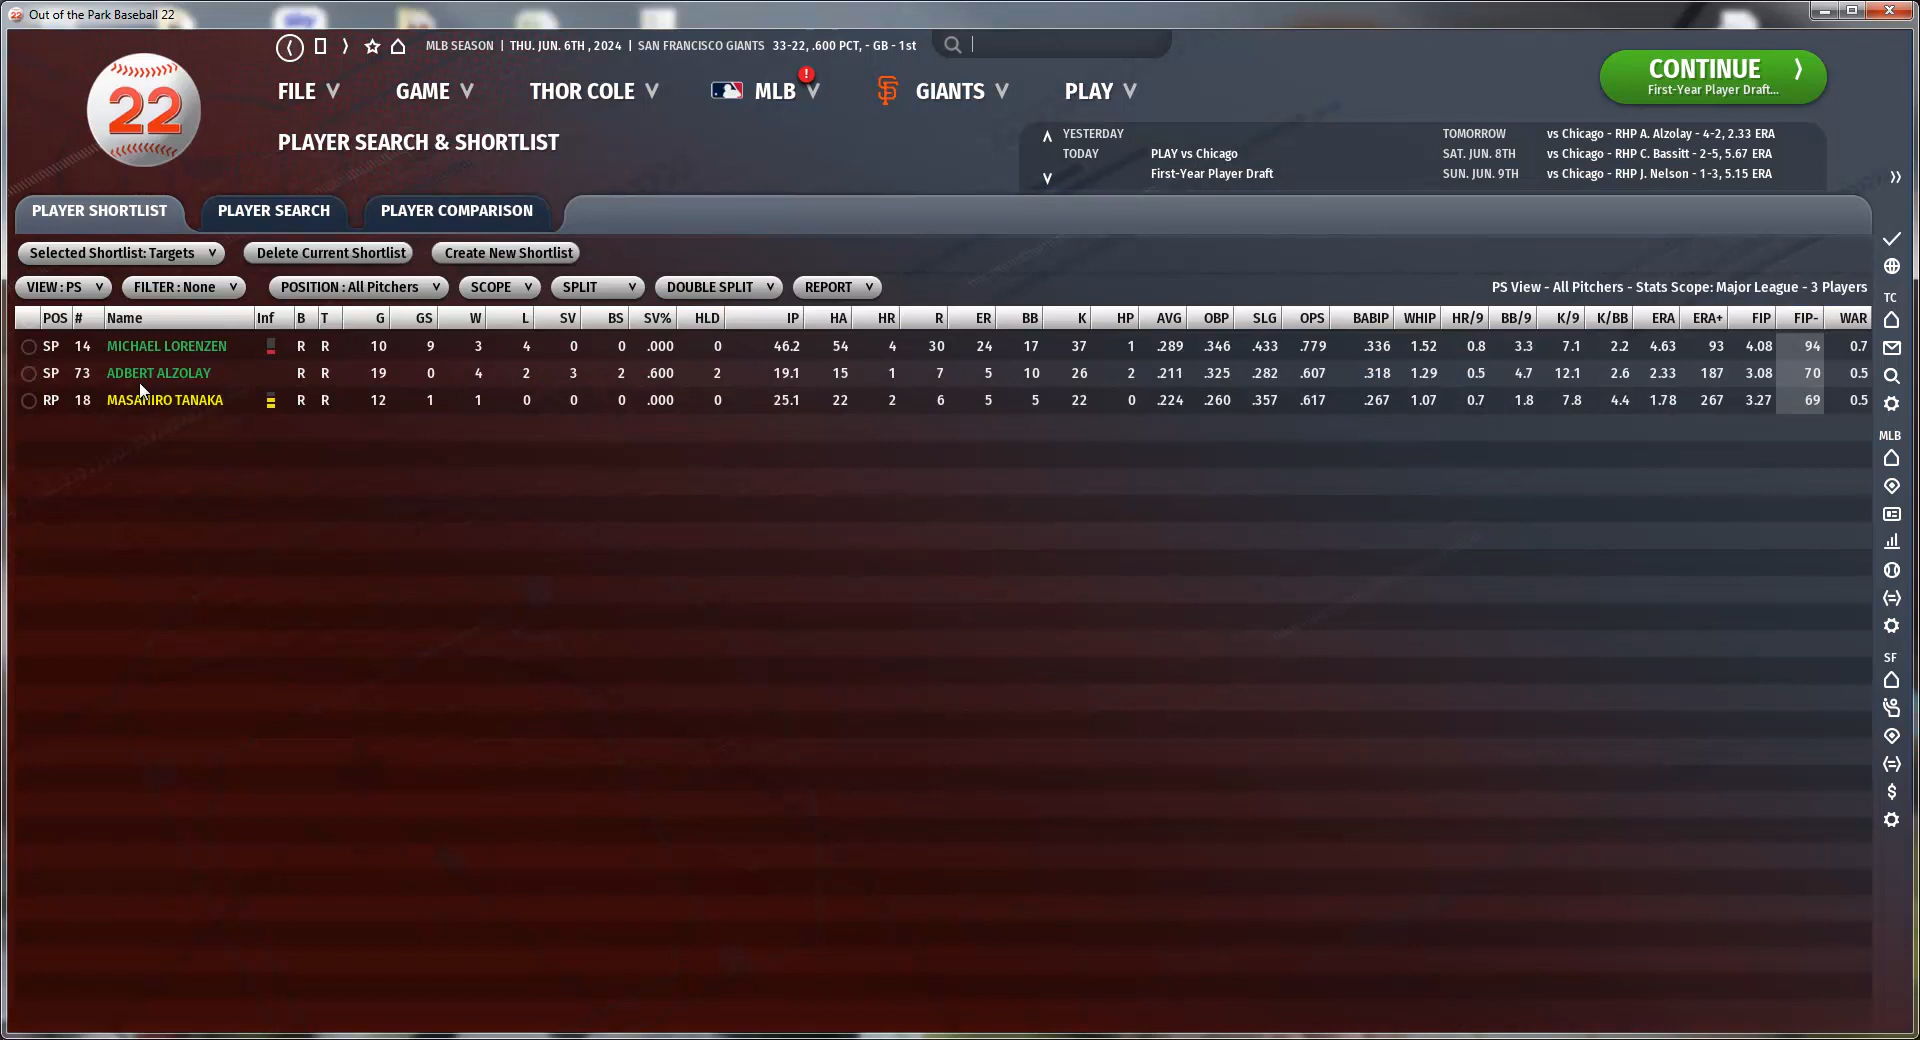 22 Out of the Park Baseball 22
MLB SEASON | THU. JUN. 6TH , 2024 | SAN FRANCISCO GIANTS 33-22, .600 PCT, - GB - 1st
22
FILE GAME THOR COLE MLB ! SF GIANTS PLAY
CONTINUE
First-Year Player Draft...
PLAYER SEARCH & SHORTLIST
YESTERDAY
TODAY PLAY vs Chicago
First-Year Player Draft
TOMORROW vs Chicago - RHP A. Alzolay - 4-2, 2.33 ERA
SAT. JUN. 8TH vs Chicago - RHP C. Bassitt - 2-5, 5.67 ERA
SUN. JUN. 9TH vs Chicago - RHP J. Nelson - 1-3, 5.15 ERA
PLAYER SHORTLIST PLAYER SEARCH PLAYER COMPARISON
Selected Shortlist: Targets Delete Current Shortlist Create New Shortlist
VIEW : PS FILTER : None POSITION : All Pitchers SCOPE SPLIT DOUBLE SPLIT REPORT PS View - All Pitchers - Stats Scope: Major League - 3 Players
POS # Name Inf B T G GS W L SV BS SV% HLD IP HA HR R ER BB K HP AVG OBP SLG OPS BABIP WHIP HR/9 BB/9 K/9 K/BB ERA ERA+ FIP FIP- WAR
SP 14 MICHAEL LORENZEN R R 10 9 3 4 0 0 .000 0 46.2 54 4 30 24 17 37 1 .289 .346 .433 .779 .336 1.52 0.8 3.3 7.1 2.2 4.63 93 4.08 94 0.7
SP 73 ADBERT ALZOLAY R R 19 0 4 2 3 2 .600 2 19.1 15 1 7 5 10 26 2 .211 .325 .282 .607 .318 1.29 0.5 4.7 12.1 2.6 2.33 187 3.08 70 0.5
RP 18 MASAHIRO TANAKA R R 12 1 1 0 0 0 .000 0 25.1 22 2 6 5 5 22 0 .224 .260 .357 .617 .267 1.07 0.7 1.8 7.8 4.4 1.78 267 3.27 69 0.5
TC
MLB
SF
$